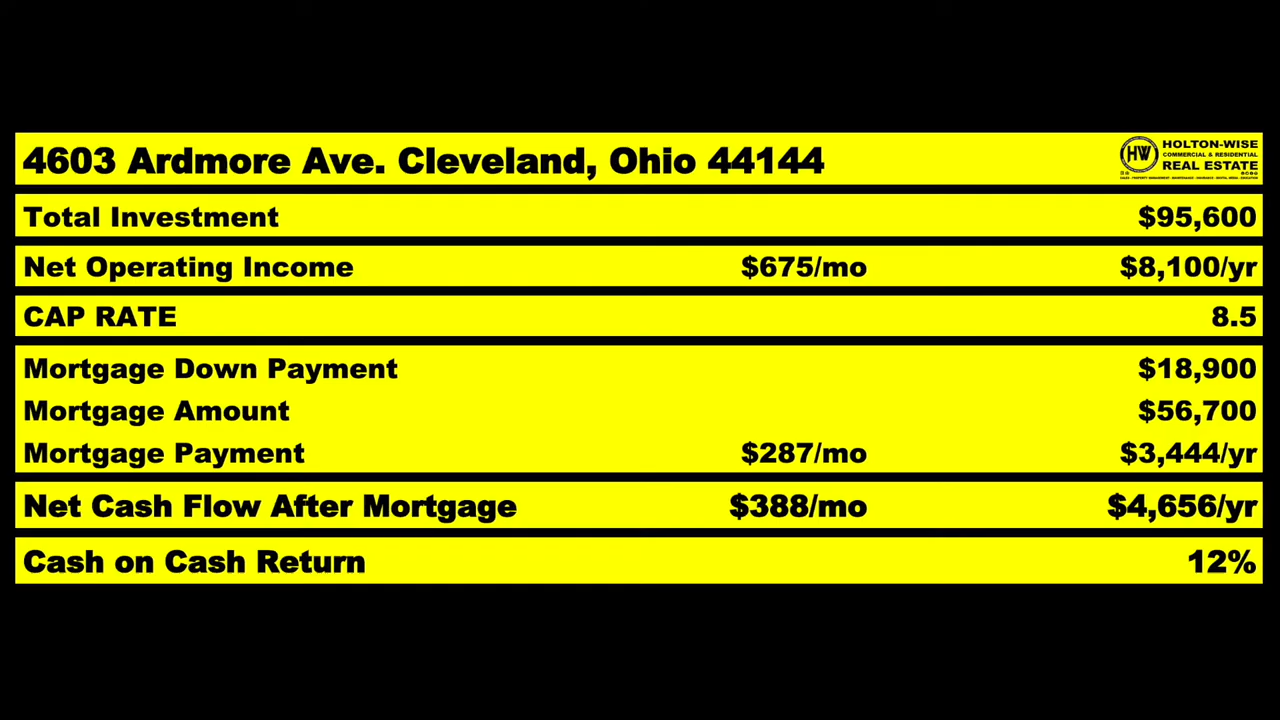 4603 Ardmore Ave. Cleveland, Ohio 44144
HW
HOLTON-WISE
COMMERCIAL & RESIDENTIAL
REAL ESTATE
Total Investment $95,600
Net Operating Income $675/mo $8,100/yr
CAP RATE 8.5
Mortgage Down Payment $18,900
Mortgage Amount $56,700
Mortgage Payment $287/mo $3,444/yr
Net Cash Flow After Mortgage $388/mo $4,656/yr
Cash on Cash Return 12%